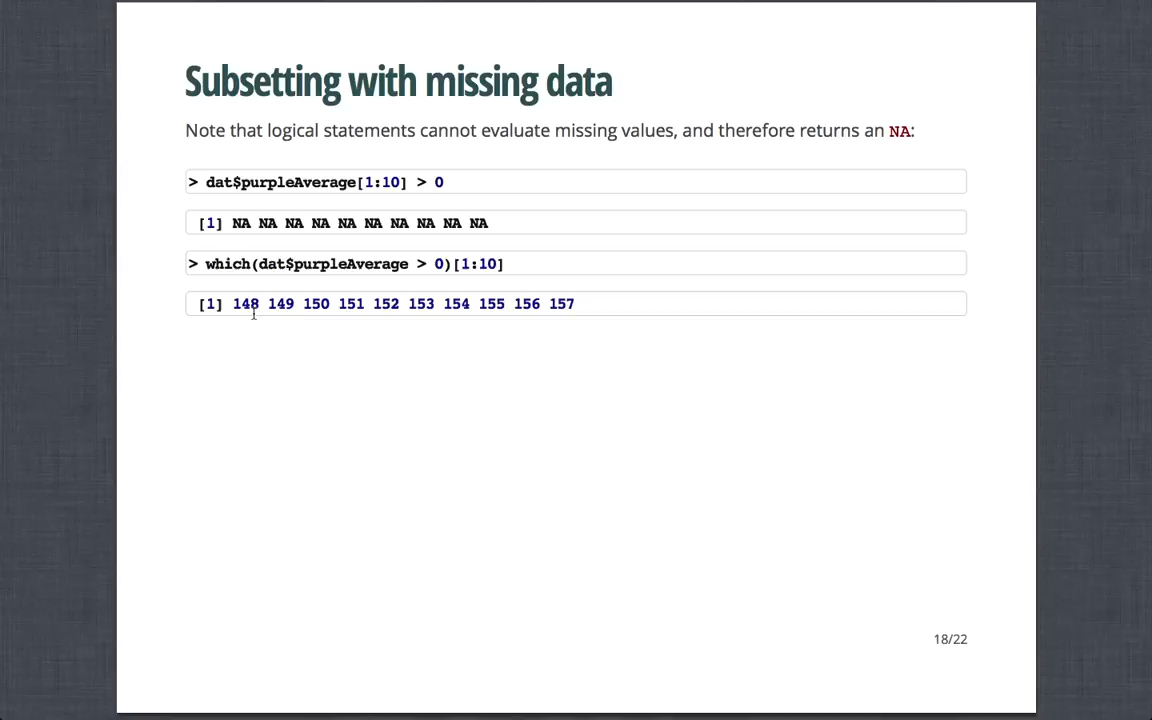 Subsetting with missing data
Note that logical statements cannot evaluate missing values, and therefore returns an NA:
> dat$purpleAverage[1:10] > 0
[1] NA NA NA NA NA NA NA NA NA NA
> which(dat$purpleAverage > 0)[1:10]
[1] 148 149 150 151 152 153 154 155 156 157
18/22